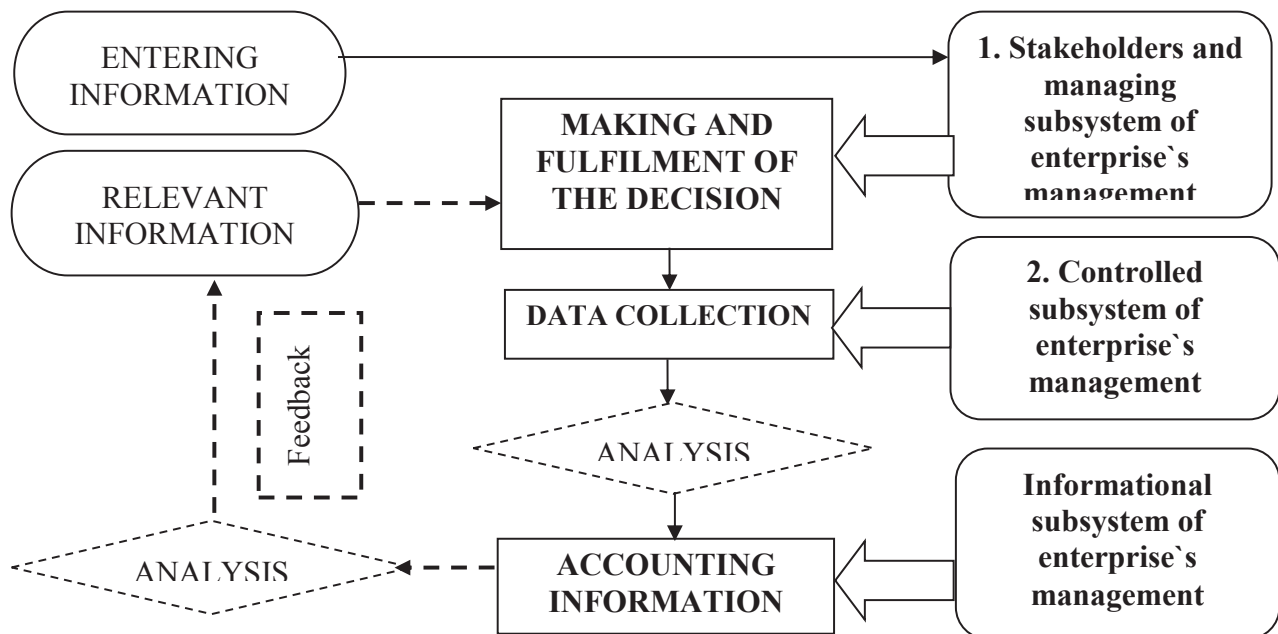 ENTERING
INFORMATION
1. Stakeholders and
managing
subsystem of
enterprise`s
management
MAKING AND
FULFILMENT OF
THE DECISION
RELEVANT
INFORMATION
2. Controlled
subsystem of
enterprise`s
management
DATA COLLECTION
Feedback
ANALYSIS
Informational
subsystem of
enterprise`s
management
ANALYSIS
ACCOUNTING
INFORMATION